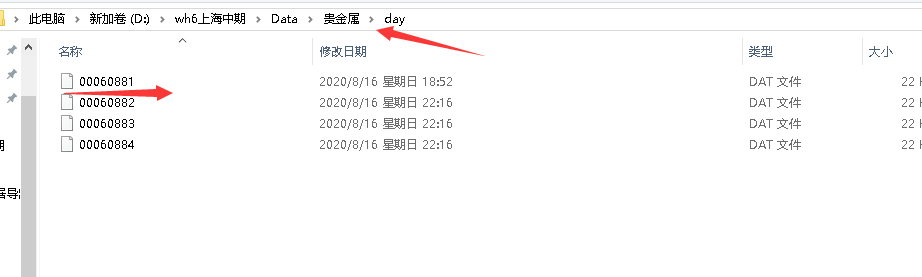 此电脑 > 新加卷 (D:) > wh6上海中期 > Data > 贵金属 > day
名称 修改日期 类型 大小
00060881 2020/8/16 星期日 18:52 DAT 文件 22
00060882 2020/8/16 星期日 22:16 DAT 文件 22
00060883 2020/8/16 星期日 22:16 DAT 文件 22
00060884 2020/8/16 星期日 22:16 DAT 文件 22